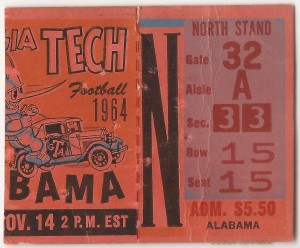 GIA TECH
Football
1964
BAMA
OV. 14 2 P.M. EST
N
NORTH STAND
Gate 32
Aisle A
Sec. 33
Row 15
Seat 15
ADM. $5.50
ALABAMA